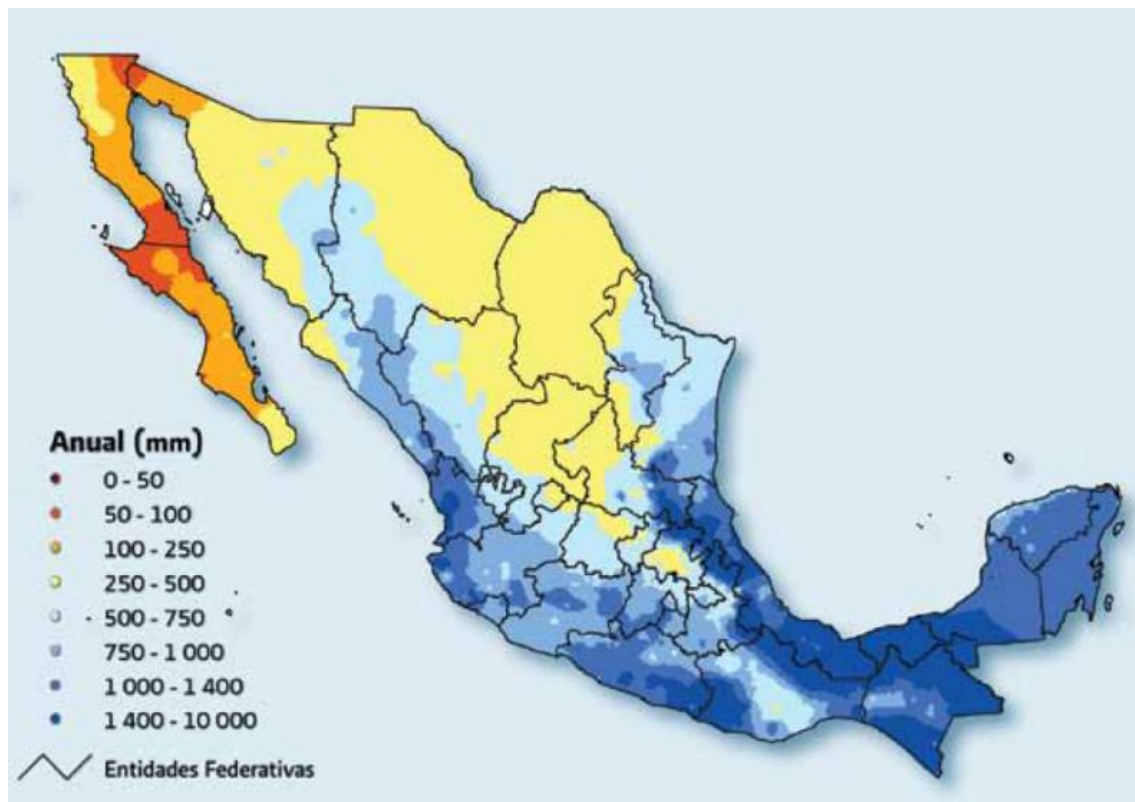 Anual (mm)
0 - 50
50 - 100
100 - 250
250 - 500
500 - 750
750 - 1 000
1 000 - 1 400
1 400 - 10 000
Entidades Federativas